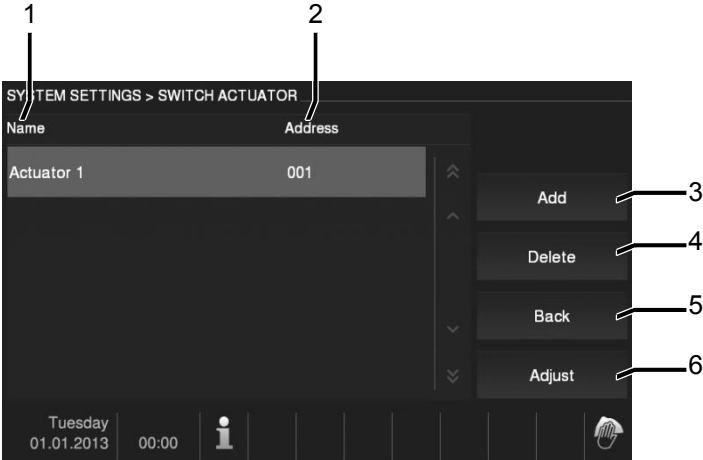 1 2
SYSTEM SETTINGS > SWITCH ACTUATOR
Name Address
Actuator 1 001
Add 3
Delete 4
Back 5
Adjust 6
Tuesday
01.01.2013 00:00 i